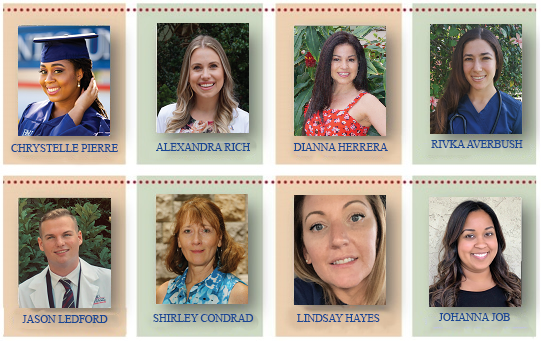 CHRYSTELLE PIERRE
ALEXANDRA RICH
DIANNA HERRERA
RIVKA AVERBUSH
JASON LEDFORD
SHIRLEY CONDRAD
LINDSAY HAYES
JOHANNA JOB